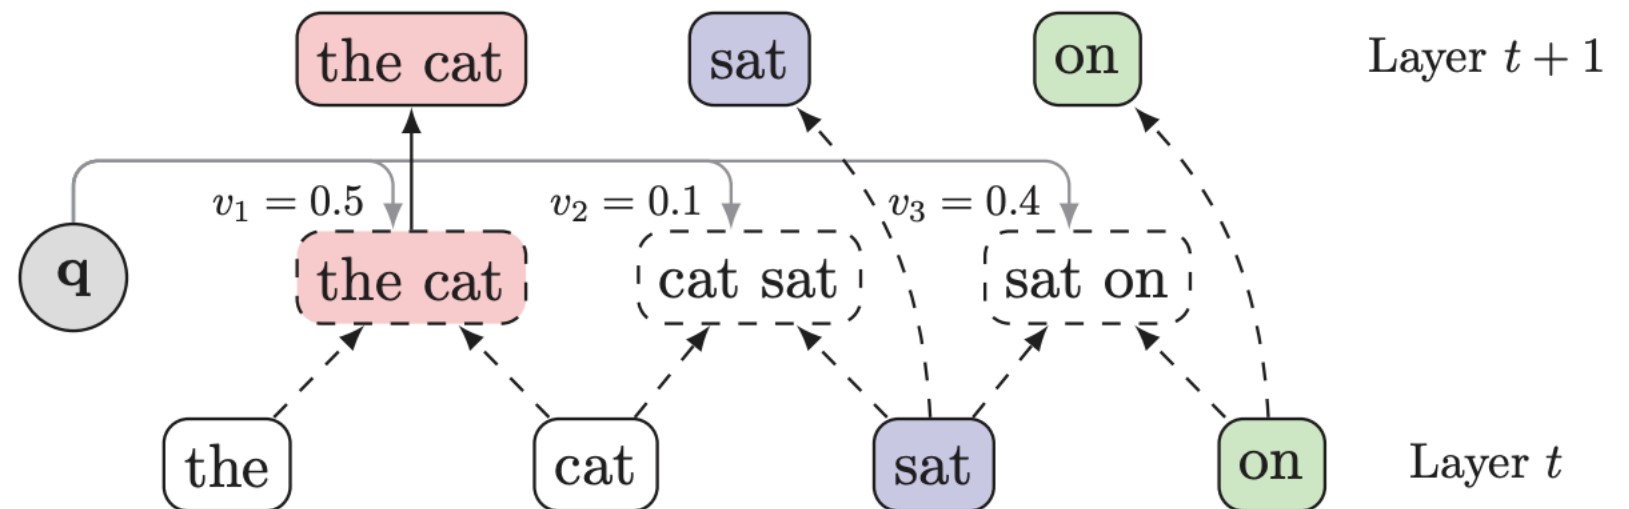 the cat sat on Layer t + 1
v₁ = 0.5 v₂ = 0.1 v₃ = 0.4
q the cat cat sat sat on
the cat sat on Layer t